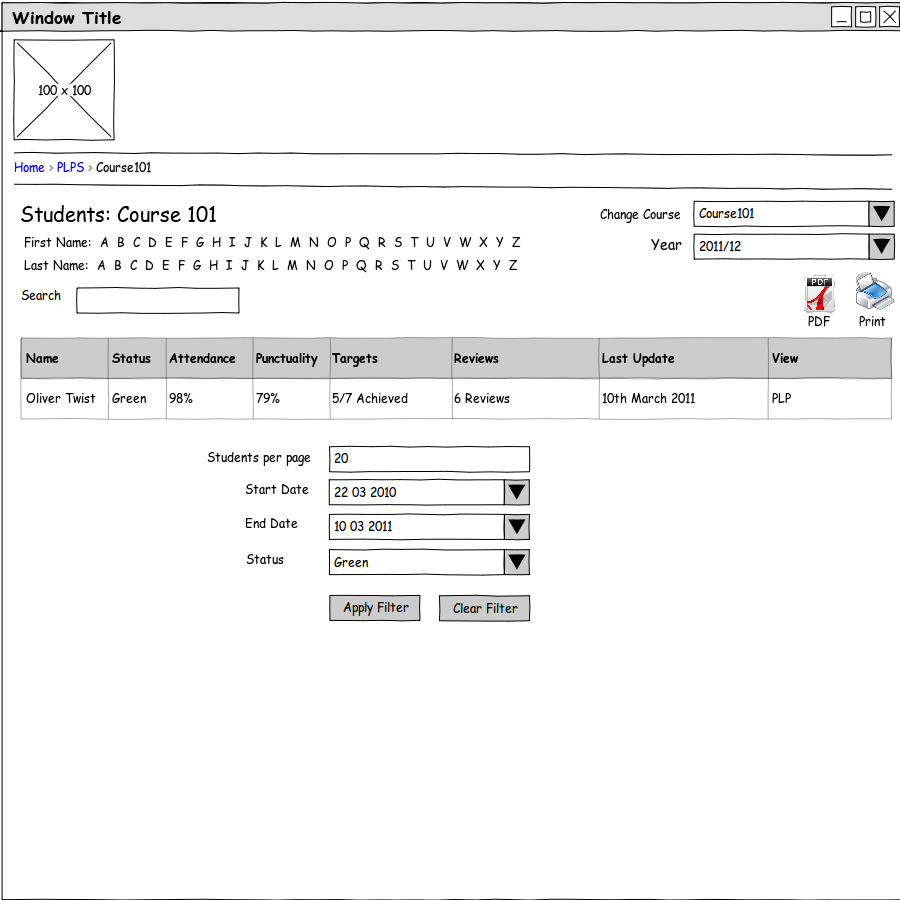 Window Title
100 x 100
Home > PLPS > Course101
Students: Course 101
Change Course Course101
First Name: A B C D E F G H I J K L M N O P Q R S T U V W X Y Z
Year 2011/12
Last Name: A B C D E F G H I J K L M N O P Q R S T U V W X Y Z
Search
PDF
PDF Print
Name Status Attendance Punctuality Targets Reviews Last Update View
Oliver Twist Green 98% 79% 5/7 Achieved 6 Reviews 10th March 2011 PLP
Students per page 20
Start Date 22 03 2010
End Date 10 03 2011
Status Green
Apply Filter Clear Filter